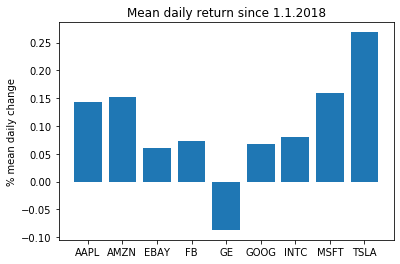 Mean daily return since 1.1.2018
% mean daily change
0.25
0.20
0.15
0.10
0.05
0.00
−0.05
−0.10
AAPL AMZN EBAY FB GE GOOG INTC MSFT TSLA